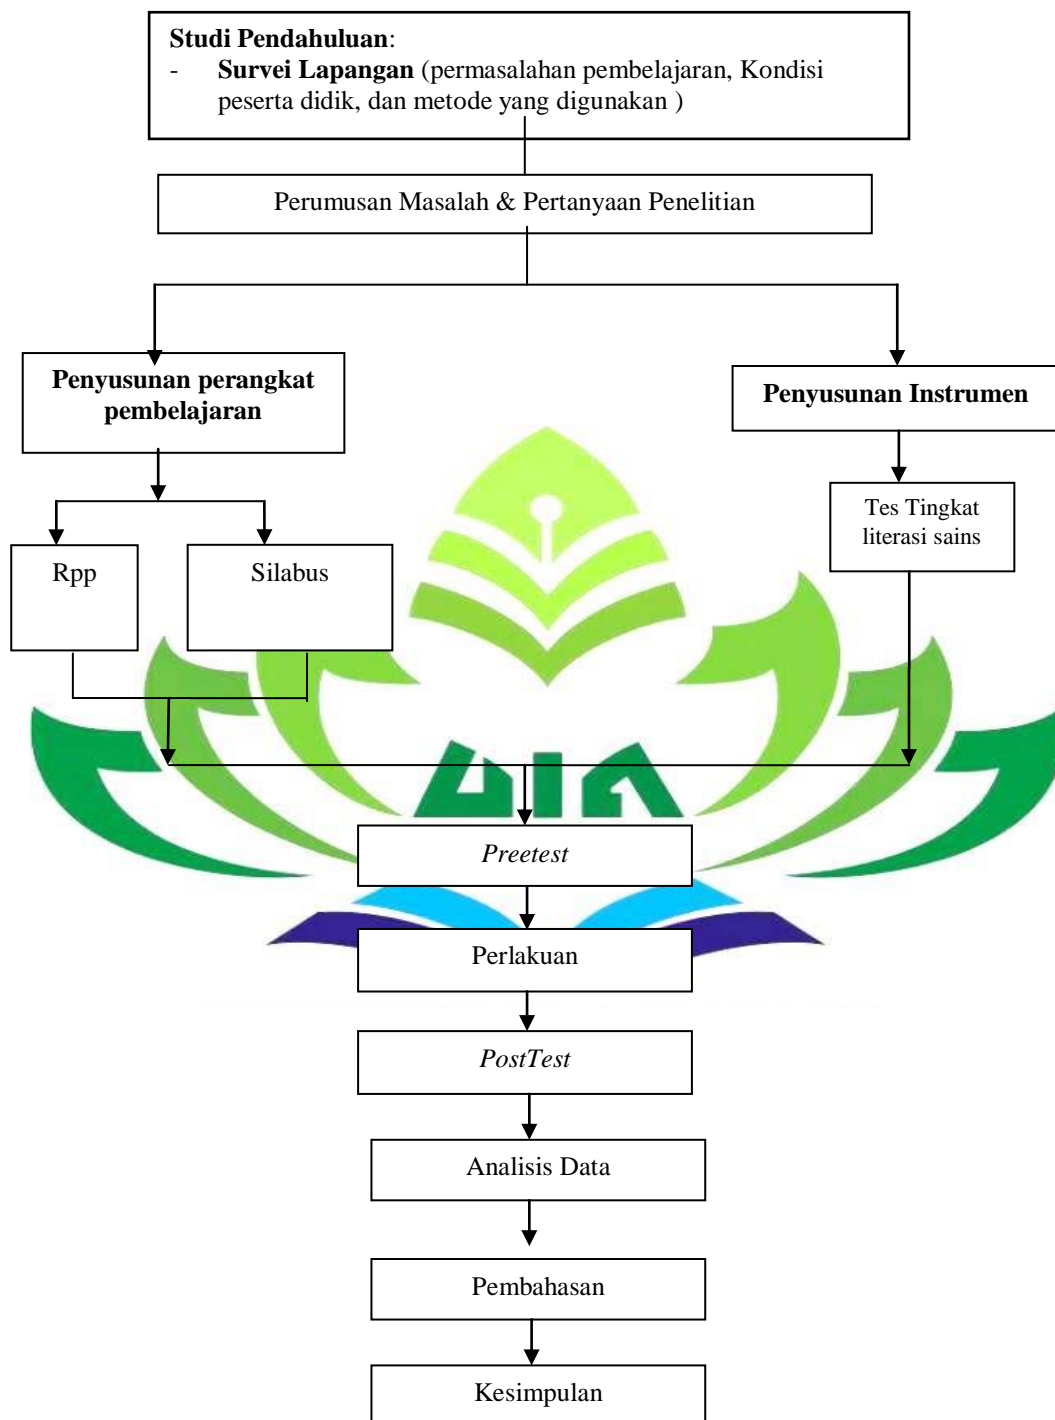 Studi Pendahuluan:
- Survei Lapangan (permasalahan pembelajaran, Kondisi
peserta didik, dan metode yang digunakan )
Perumusan Masalah & Pertanyaan Penelitian
Penyusunan perangkat
pembelajaran
Penyusunan Instrumen
Tes Tingkat
literasi sains
Rpp
Silabus
Preetest
Perlakuan
PostTest
Analisis Data
Pembahasan
Kesimpulan